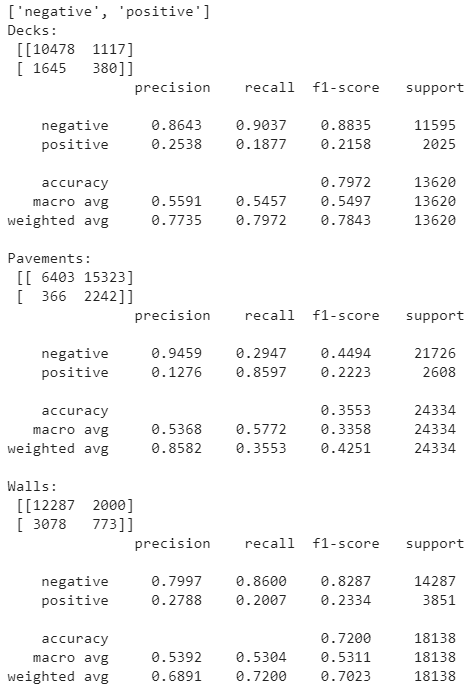 ['negative', 'positive']
Decks:
[[10478  1117]
[ 1645   380]]
precision    recall  f1-score   support
negative     0.8643    0.9037    0.8835     11595
positive     0.2538    0.1877    0.2158      2025
accuracy                         0.7972     13620
macro avg     0.5591    0.5457    0.5497     13620
weighted avg     0.7735    0.7972    0.7843     13620
Pavements:
[[ 6403 15323]
[  366  2242]]
precision    recall  f1-score   support
negative     0.9459    0.2947    0.4494     21726
positive     0.1276    0.8597    0.2223      2608
accuracy                         0.3553     24334
macro avg     0.5368    0.5772    0.3358     24334
weighted avg     0.8582    0.3553    0.4251     24334
Walls:
[[12287  2000]
[ 3078   773]]
precision    recall  f1-score   support
negative     0.7997    0.8600    0.8287     14287
positive     0.2788    0.2007    0.2334      3851
accuracy                         0.7200     18138
macro avg     0.5392    0.5304    0.5311     18138
weighted avg     0.6891    0.7200    0.7023     18138